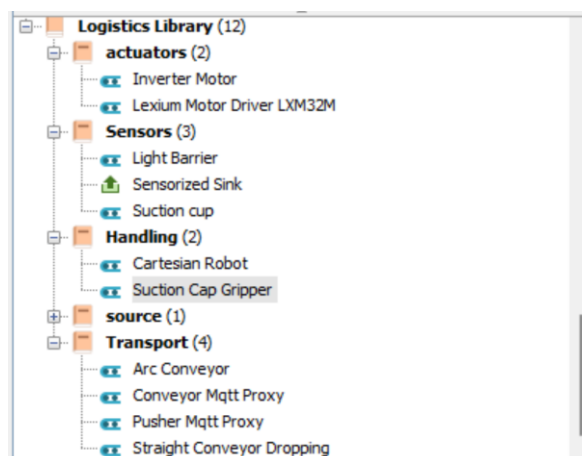 Logistics Library (12)
actuators (2)
Inverter Motor
Lexium Motor Driver LXM32M
Sensors (3)
Light Barrier
Sensorized Sink
Suction cup
Handling (2)
Cartesian Robot
Suction Cap Gripper
source (1)
Transport (4)
Arc Conveyor
Conveyor Mqtt Proxy
Pusher Mqtt Proxy
Straight Conveyor Dropping